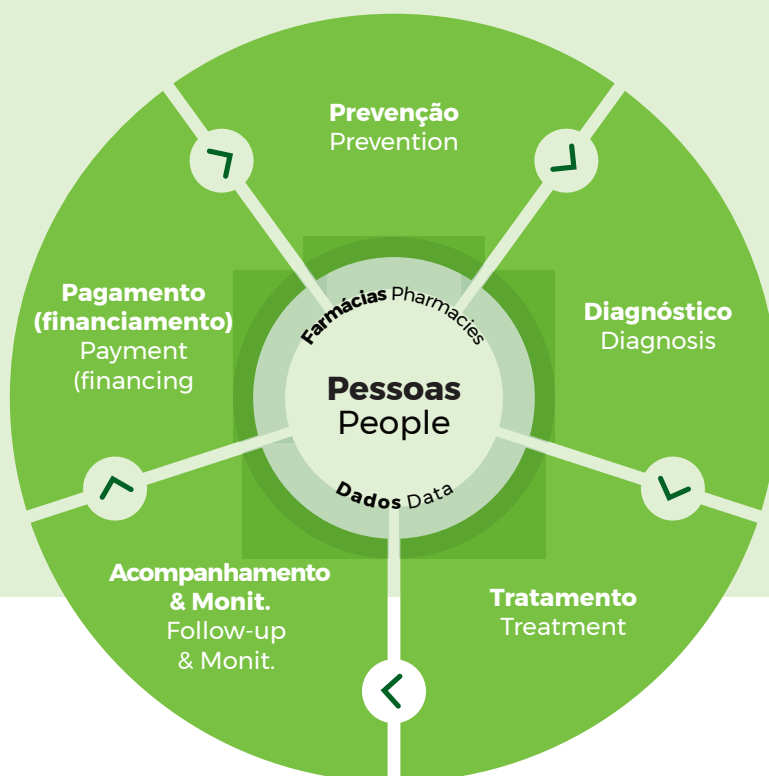 Prevenção
Prevention
Pagamento
(financiamento)
Payment
(financing
Diagnóstico
Diagnosis
Farmácias Pharmacies
Pessoas
People
Dados Data
Acompanhamento
& Monit.
Follow-up
& Monit.
Tratamento
Treatment